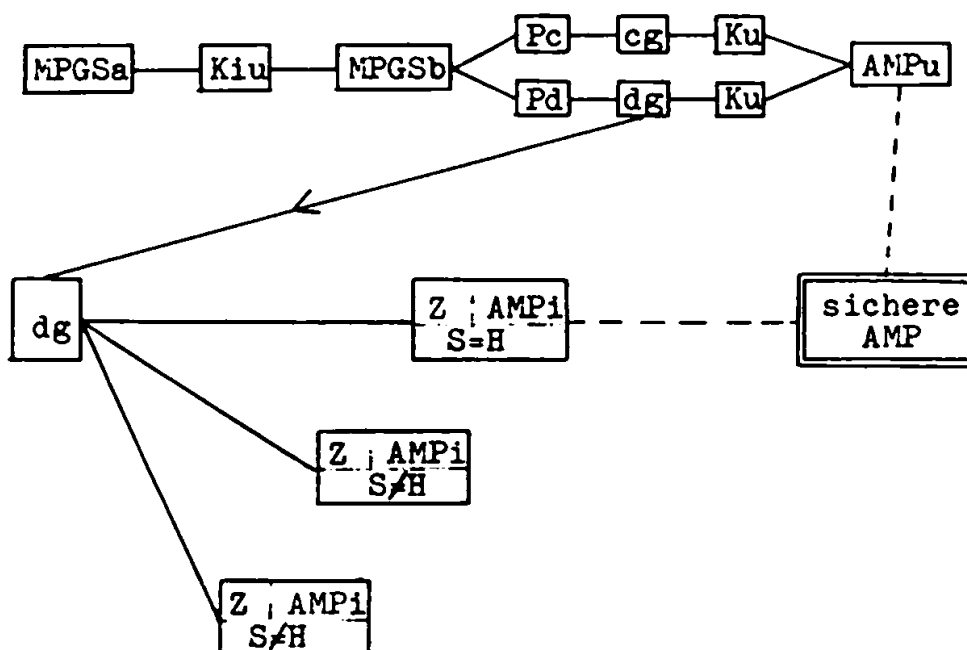 Pc cg Ku
MPGSa Kiu MPGSb AMPu
Pd dg Ku
dg
Z AMPi
S=H
sichere
AMP
Z AMPi
S≠H
Z AMPi
S≠H